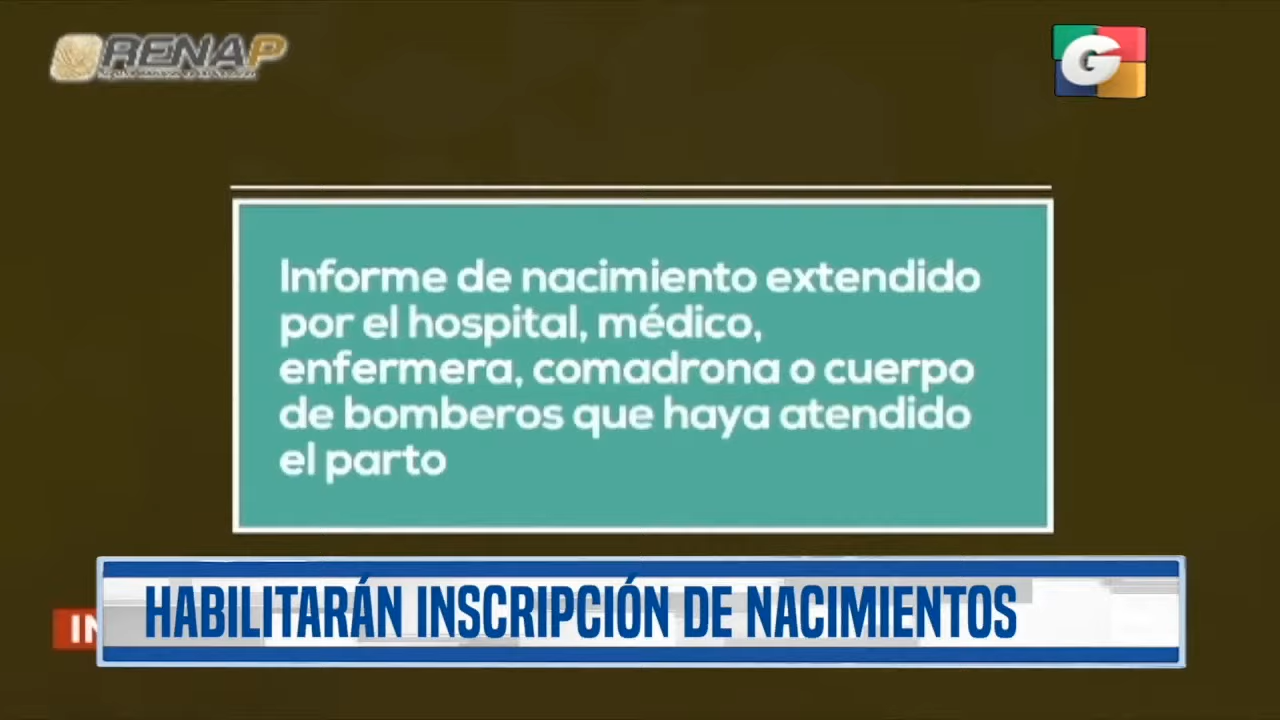 RENAP
G
Informe de nacimiento extendido
por el hospital, médico,
enfermera, comadrona o cuerpo
de bomberos que haya atendido
el parto
HABILITARÁN INSCRIPCIÓN DE NACIMIENTOS